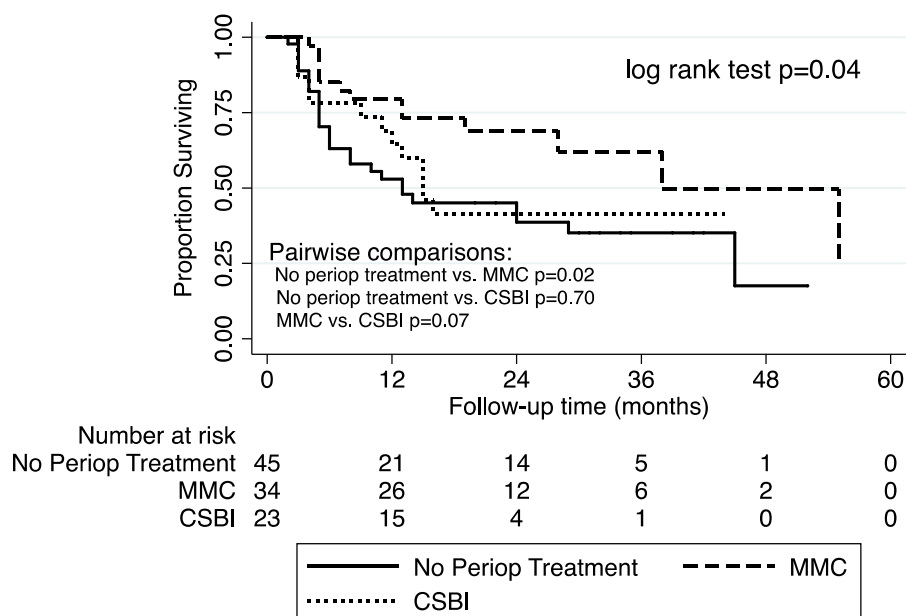 1.00
0.75
0.50
0.25
0.00
Proportion Surviving
log rank test p=0.04
Pairwise comparisons:
No periop treatment vs. MMC p=0.02
No periop treatment vs. CSBI p=0.70
MMC vs. CSBI p=0.07
0 12 24 36 48 60
Follow-up time (months)
Number at risk
No Periop Treatment 45 21 14 5 1 0
MMC 34 26 12 6 2 0
CSBI 23 15 4 1 0 0
No Periop Treatment MMC
CSBI